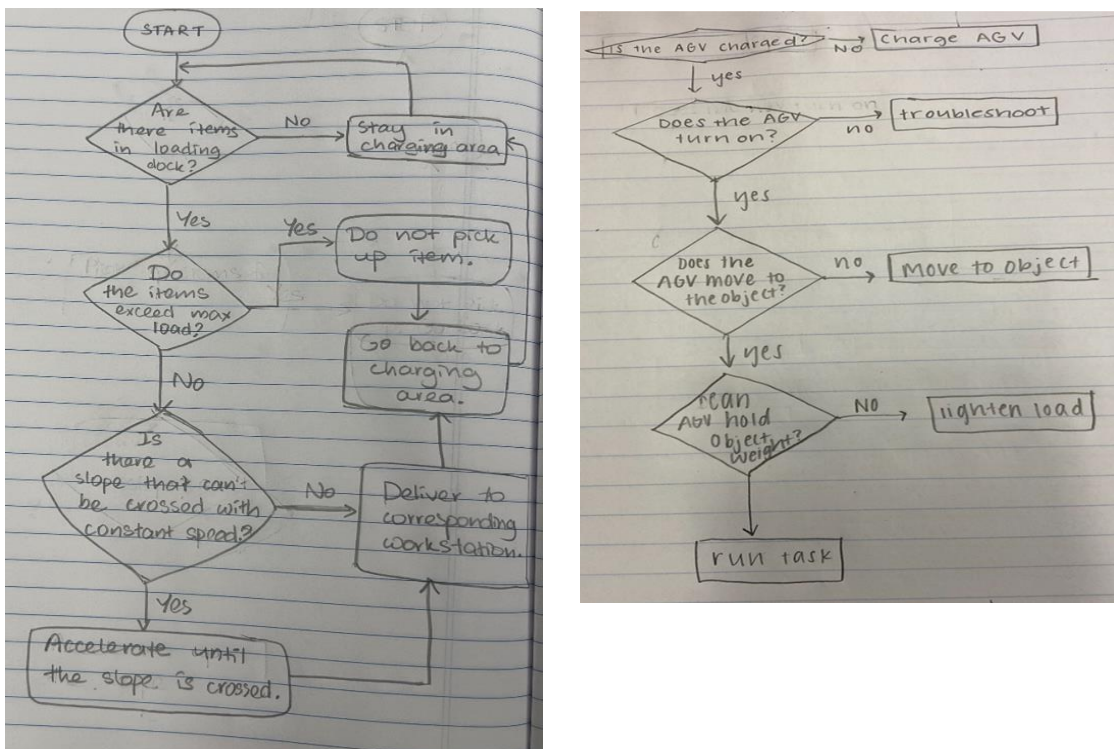 START
Are
there items
in loading
dock?
No
Stay in
charging area
Yes
Do
the items
exceed max
load?
Yes
Do not pick
up item.
Go back to
charging
area.
No
Is
there a
slope that can't
be crossed with
constant speed?
No
Deliver to
corresponding
workstation.
Yes
Accelerate until
the slope is crossed.
Is the AGV charged?
NO
Charge AGV
yes
Does the AGV
turn on?
no
troubleshoot
yes
Does the
AGV move to
the object?
no
Move to object
yes
can
AGV hold
Object
weight?
NO
lighten load
run task